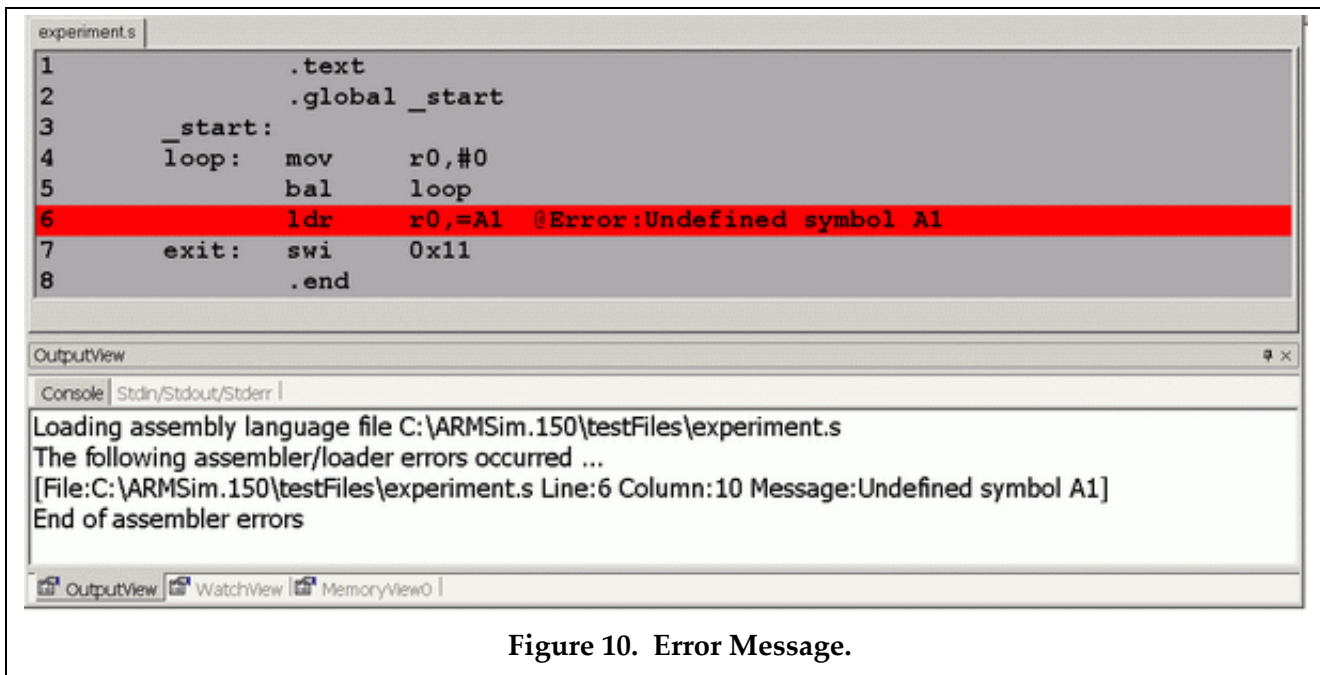 experiment.s
1 .text
2 .global _start
3 _start:
4 loop: mov r0,#0
5 bal loop
6 ldr r0,=A1 @Error:Undefined symbol A1
7 exit: swi 0x11
8 .end
OutputView
Console Stdin/Stdout/Stderr
Loading assembly language file C:\ARMSim.150\testFiles\experiment.s
The following assembler/loader errors occurred ...
[File:C:\ARMSim.150\testFiles\experiment.s Line:6 Column:10 Message:Undefined symbol A1]
End of assembler errors
OutputView WatchView MemoryView0
Figure 10. Error Message.